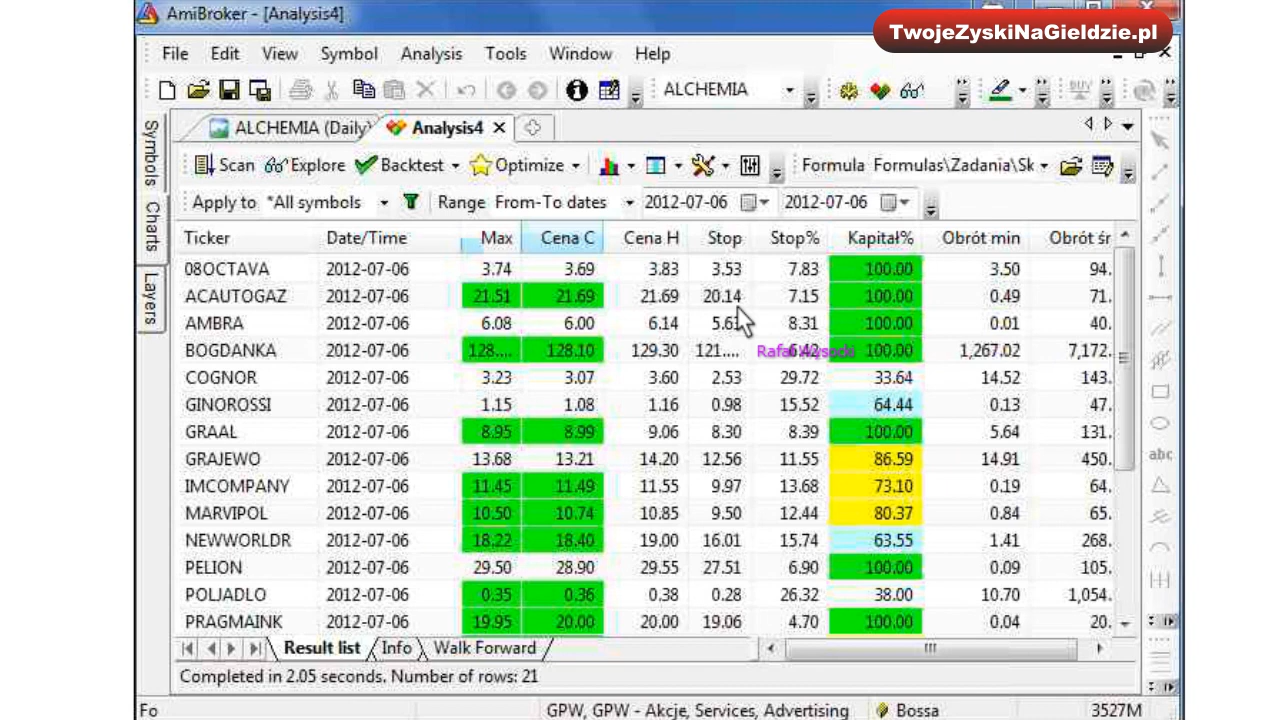 AmiBroker - [Analysis4]
TwojeZyskiNaGieldzie.pl
File Edit View Symbol Analysis Tools Window Help
ALCHEMIA
ALCHEMIA (Daily) Analysis4
Scan Explore Backtest Optimize Formula Formulas\Zadania\Sk
Apply to *All symbols Range From-To dates 2012-07-06 2012-07-06
Symbols
Charts
Layers
Ticker Date/Time Max Cena C Cena H Stop Stop% Kapitał% Obrót min Obrót śr
08OCTAVA 2012-07-06 3.74 3.69 3.83 3.53 7.83 100.00 3.50 94.
ACAUTOGAZ 2012-07-06 21.51 21.69 21.69 20.14 7.15 100.00 0.49 71.
AMBRA 2012-07-06 6.08 6.00 6.14 8.31 100.00 0.01 40.
BOGDANKA 2012-07-06 128.... 128.10 129.30 121.... 6.42 100.00 1,267.02 7,172.
Rafał Wysocki
COGNOR 2012-07-06 3.23 3.07 3.60 2.53 29.72 33.64 14.52 143.
GINOROSSI 2012-07-06 1.15 1.08 1.16 0.98 15.52 64.44 0.13 47.
GRAAL 2012-07-06 8.95 8.99 9.06 8.30 8.39 100.00 5.64 131.
GRAJEWO 2012-07-06 13.68 13.21 14.20 12.56 11.55 86.59 14.91 450.
IMCOMPANY 2012-07-06 11.45 11.49 11.55 9.97 13.68 73.10 0.19 64.
MARVIPOL 2012-07-06 10.50 10.74 10.85 9.50 12.44 80.37 0.84 65.
NEWWORLDR 2012-07-06 18.22 18.40 19.00 16.01 15.74 63.55 1.41 268.
PELION 2012-07-06 29.50 28.90 29.55 27.51 6.90 100.00 0.09 105.
POLJADLO 2012-07-06 0.35 0.36 0.38 0.28 26.32 38.00 10.70 1,054.
PRAGMAINK 2012-07-06 19.95 20.00 20.00 19.06 4.70 100.00 0.04 20.
abc
Result list Info Walk Forward
Completed in 2.05 seconds. Number of rows: 21
Fo GPW, GPW - Akcje, Services, Advertising Bossa 3527M